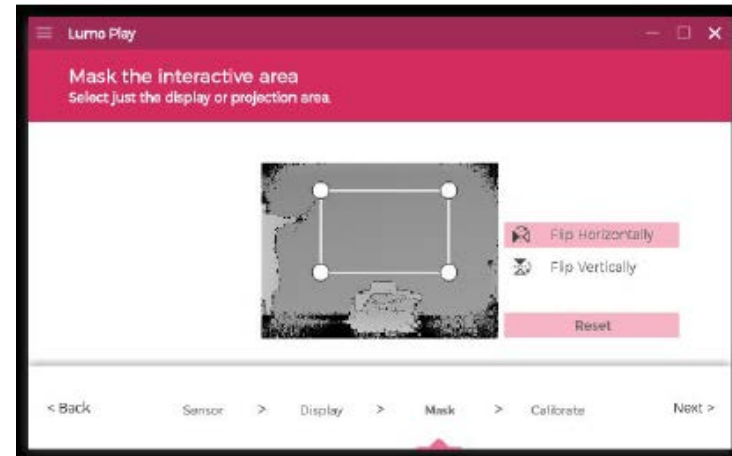 Lumo Play
Mask the interactive area
Select just the display or projection area.
Flip Horizontally
Flip Vertically
Reset
< Back
Sensor > Display > Mask > Calibrate
Next >